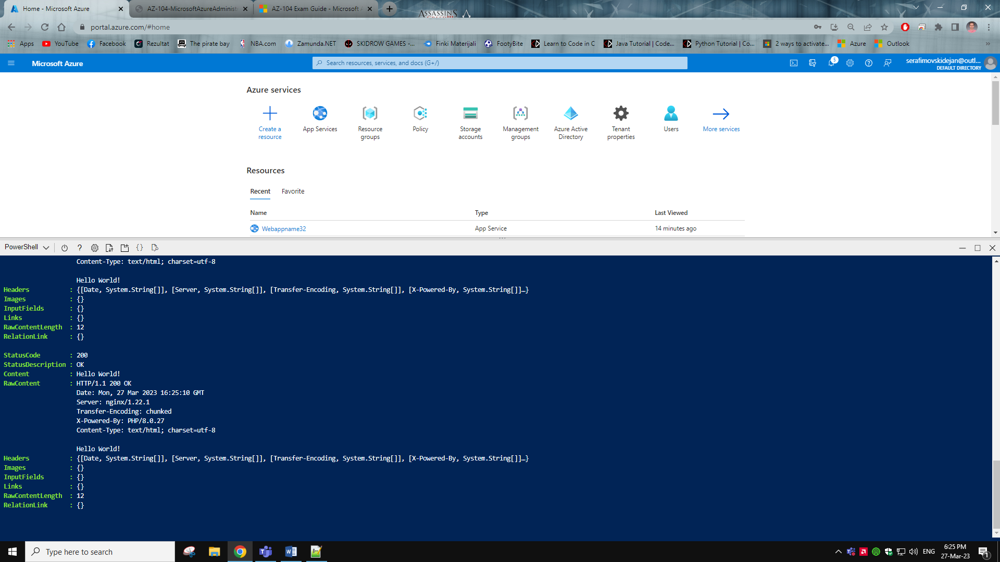 Home - Microsoft Azure
AZ-104-MicrosoftAzureAdminist
AZ-104 Exam Guide - Microsoft
ASSASSINS
portal.azure.com/#home
Apps
YouTube
Facebook
Rezultat
The pirate bay
NBA.com
Zamunda.NET
SKIDROW GAMES -...
Finki Materijali
FootyBite
Learn to Code in C
Java Tutorial | Code...
Python Tutorial | Co...
2 ways to activate...
Azure
Outlook
Microsoft Azure
Search resources, services, and docs (G+/)
5
serafimovskidejan@outl...
DEFAULT DIRECTORY
Azure services
Create a resource
App Services
Resource groups
Policy
Storage accounts
Management groups
Azure Active Directory
Tenant properties
Users
More services
Resources
Recent
Favorite
Name
Type
Last Viewed
Webappname32
App Service
14 minutes ago
PowerShell
Content-Type: text/html; charset=utf-8
Hello World!
Headers : {[Date, System.String[]], [Server, System.String[]], [Transfer-Encoding, System.String[]], [X-Powered-By, System.String[]]…}
Images : {}
InputFields : {}
Links : {}
RawContentLength : 12
RelationLink : {}
StatusCode : 200
StatusDescription : OK
Content : Hello World!
RawContent : HTTP/1.1 200 OK
Date: Mon, 27 Mar 2023 16:25:10 GMT
Server: nginx/1.22.1
Transfer-Encoding: chunked
X-Powered-By: PHP/8.0.27
Content-Type: text/html; charset=utf-8
Hello World!
Headers : {[Date, System.String[]], [Server, System.String[]], [Transfer-Encoding, System.String[]], [X-Powered-By, System.String[]]…}
Images : {}
InputFields : {}
Links : {}
RawContentLength : 12
RelationLink : {}
Type here to search
ENG
6:25 PM
27-Mar-23
1